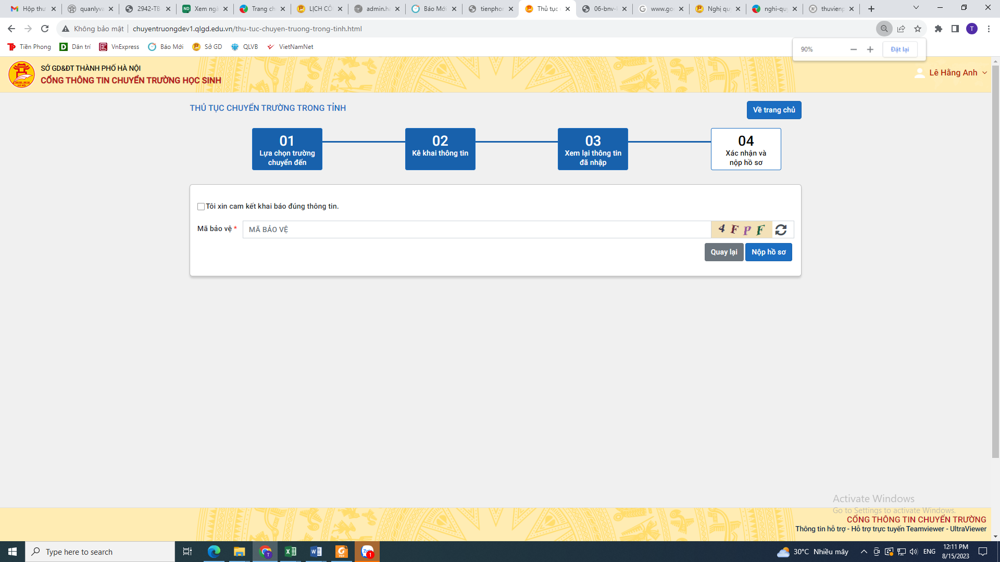 Hộp thư
quanlyva
2942-TB
Xem ngà
Trang ch
LỊCH CÔ
admin.ha
Báo Mới
tienphon
Thủ tục
06-bnv-
www.goo
Nghị qu
nghi-qu
thuvienp
Không bảo mật
chuyentruongdev1.qlgd.edu.vn/thu-tuc-chuyen-truong-trong-tinh.html
Tiền Phong
Dân trí
VnExpress
Báo Mới
Sở GD
QLVB
VietNamNet
90%
Đặt lại
SỞ GD&ĐT THÀNH PHỐ HÀ NỘI
CỔNG THÔNG TIN CHUYỂN TRƯỜNG HỌC SINH
Lê Hằng Anh
THỦ TỤC CHUYỂN TRƯỜNG TRONG TỈNH
Về trang chủ
01
Lựa chọn trường
chuyển đến
02
Kê khai thông tin
03
Xem lại thông tin
đã nhập
04
Xác nhận và
nộp hồ sơ
Tôi xin cam kết khai báo đúng thông tin.
Mã bảo vệ *
MÃ BẢO VỆ
4 F P F
Quay lại
Nộp hồ sơ
Activate Windows
Go to Settings to activate Windows.
CỔNG THÔNG TIN CHUYỂN TRƯỜNG
Thông tin hỗ trợ - Hỗ trợ trực tuyến Teamviewer - UltraViewer
Type here to search
30°C Nhiều mây
ENG
12:11 PM
8/15/2023